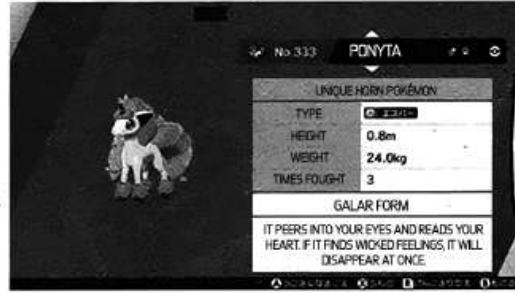 No.333 PONYTA
UNIQUE HORN POKÉMON
TYPE エスパー
HEIGHT 0.8m
WEIGHT 24.0kg
TIMES FOUGHT 3
GALAR FORM
IT PEERS INTO YOUR EYES AND READS YOUR
HEART. IF IT FINDS WICKED FEELINGS, IT WILL
DISAPPEAR AT ONCE.